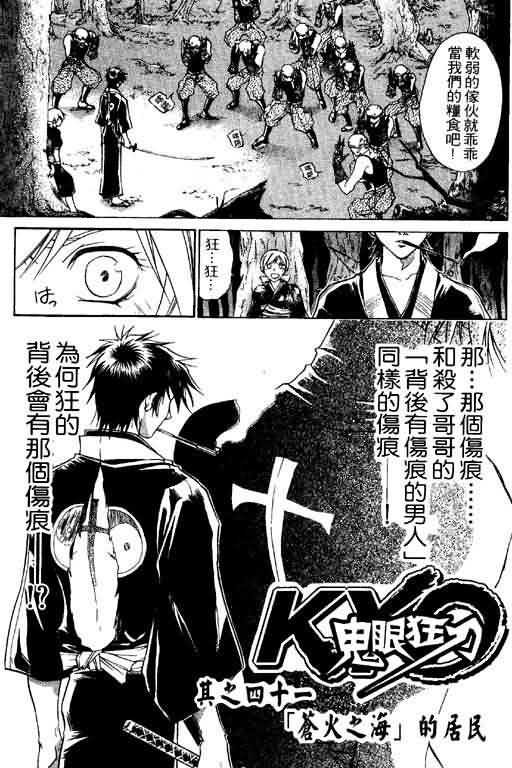 軟弱的傢伙就乖乖
當我們的糧食吧!
狂…
狂…
はっ
那…那個傷痕……
和殺了哥哥的
「背後有傷痕的男人」
同樣的傷痕——!
為何狂的
背後會有那個傷痕——!?
KYO
鬼眼狂刀
其之四十一
「蒼火之海」的居民